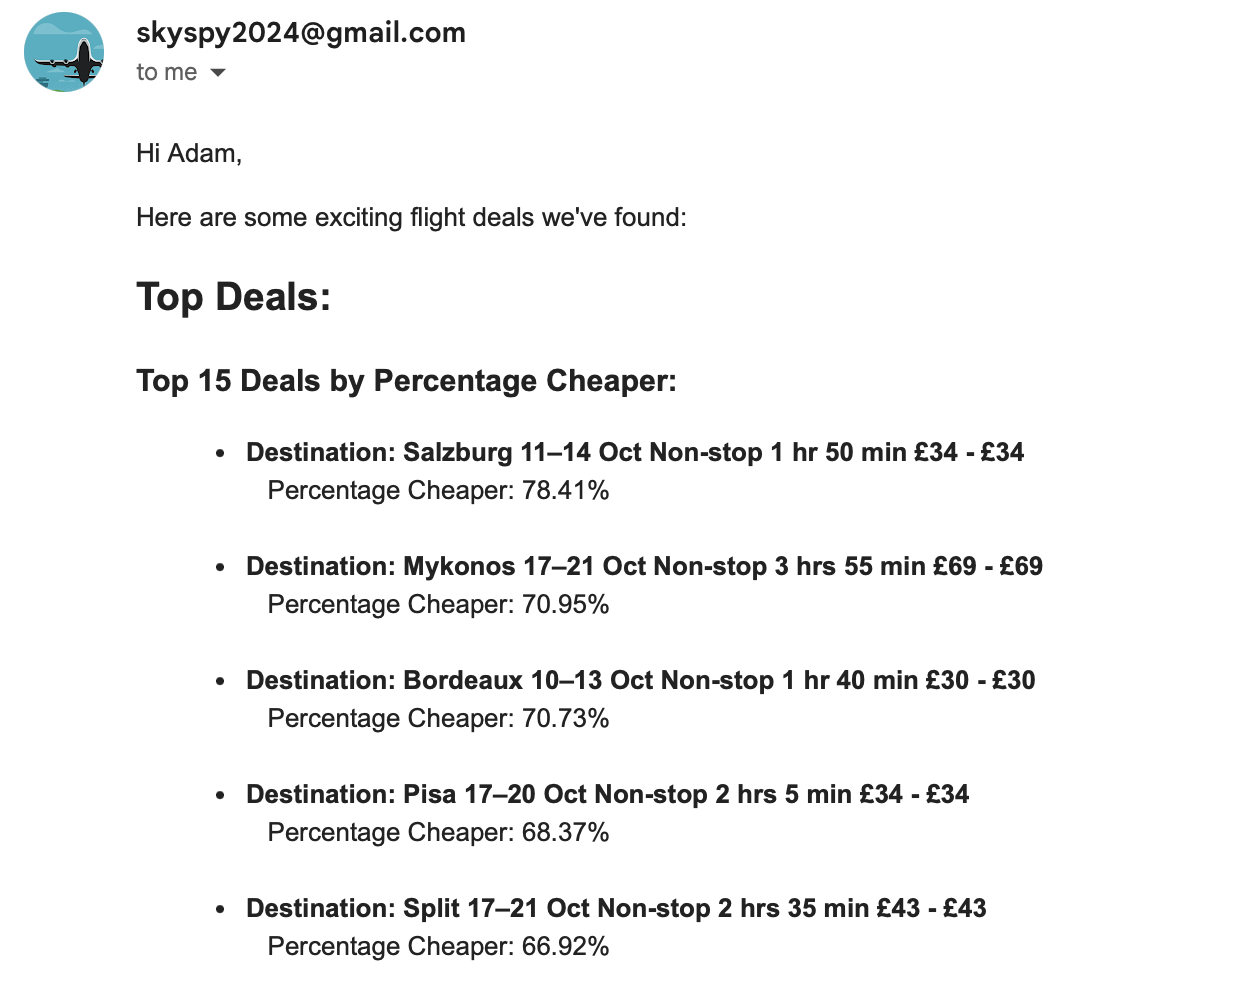 skyspy2024@gmail.com
to me
Hi Adam,
Here are some exciting flight deals we've found:
Top Deals:
Top 15 Deals by Percentage Cheaper:
• Destination: Salzburg 11–14 Oct Non-stop 1 hr 50 min £34 - £34
Percentage Cheaper: 78.41%
• Destination: Mykonos 17–21 Oct Non-stop 3 hrs 55 min £69 - £69
Percentage Cheaper: 70.95%
• Destination: Bordeaux 10–13 Oct Non-stop 1 hr 40 min £30 - £30
Percentage Cheaper: 70.73%
• Destination: Pisa 17–20 Oct Non-stop 2 hrs 5 min £34 - £34
Percentage Cheaper: 68.37%
• Destination: Split 17–21 Oct Non-stop 2 hrs 35 min £43 - £43
Percentage Cheaper: 66.92%